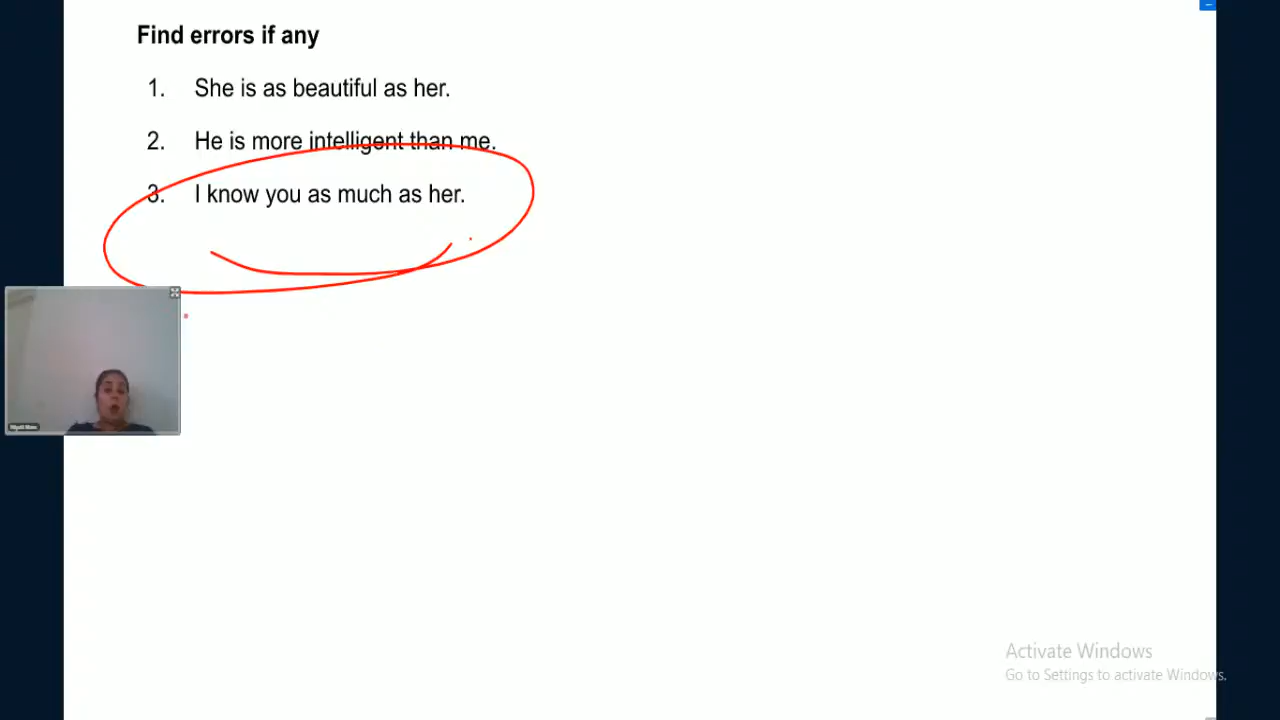 Find errors if any
1. She is as beautiful as her.
2. He is more intelligent than me.
3. I know you as much as her.
Activate Windows
Go to Settings to activate Windows.